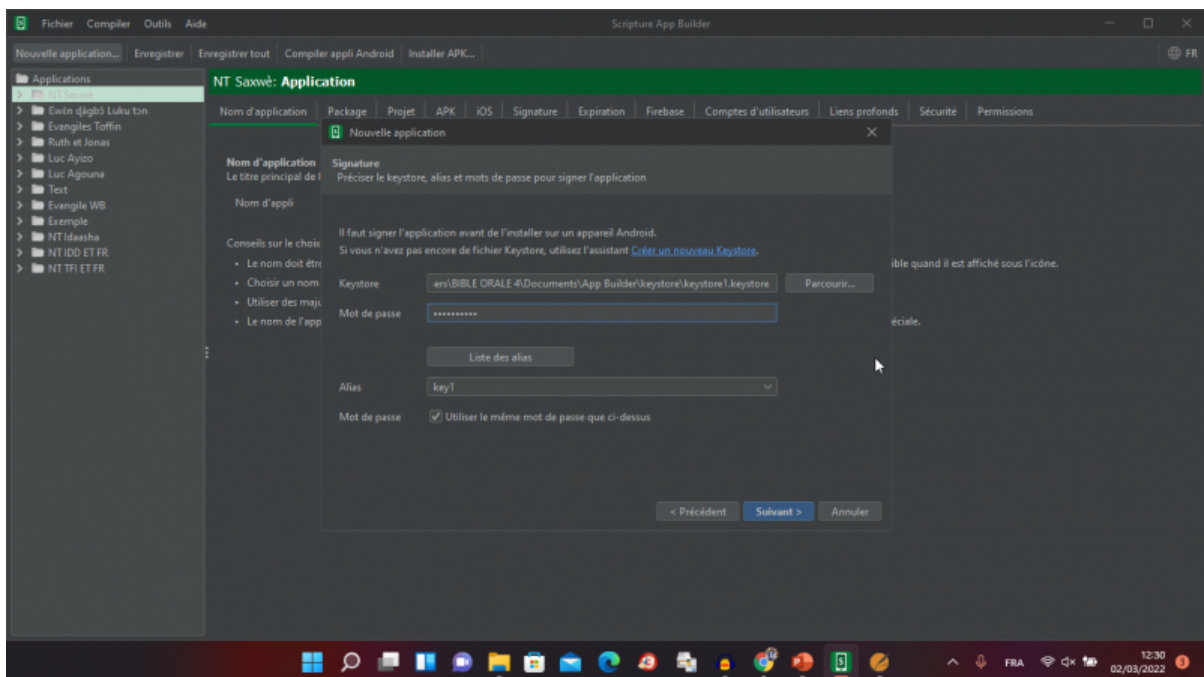 Fichier Compiler Outils Aide
Scripture App Builder
Nouvelle application... Enregistrer Enregistrer tout Compiler appli Android Installer APK... FR
Applications
NT Saxwè
Ewin dagbó Luku tɔn
Evangiles Toffin
Ruth et Jonas
Luc Ayizo
Luc Agouna
Text
Evangile WB
Exemple
NT Idaasha
NT IDD ET FR
NT TFI ET FR
NT Saxwè: Application
Nom d'application Package Projet APK iOS Signature Expiration Firebase Comptes d'utilisateurs Liens profonds Sécurité Permissions
Nom d'application
Le titre principal de l
Nom d'appli
Conseils sur le choix
• Le nom doit être
ible quand il est affiché sous l'icône.
• Choisir un nom
• Utiliser des maju
• Le nom de l'app
éciale.
Nouvelle application
Signature
Préciser le keystore, alias et mots de passe pour signer l'application
Il faut signer l'application avant de l'installer sur un appareil Android.
Si vous n'avez pas encore de fichier Keystore, utilisez l'assistant Créer un nouveau Keystore.
Keystore ers\BIBLE ORALE 4\Documents\App Builder\keystore\keystore1.keystore Parcourir...
Mot de passe ••••••••••
Liste des alias
Alias key1
Mot de passe Utiliser le même mot de passe que ci-dessus
< Précédent Suivant > Annuler
FRA 12:30
02/03/2022 3